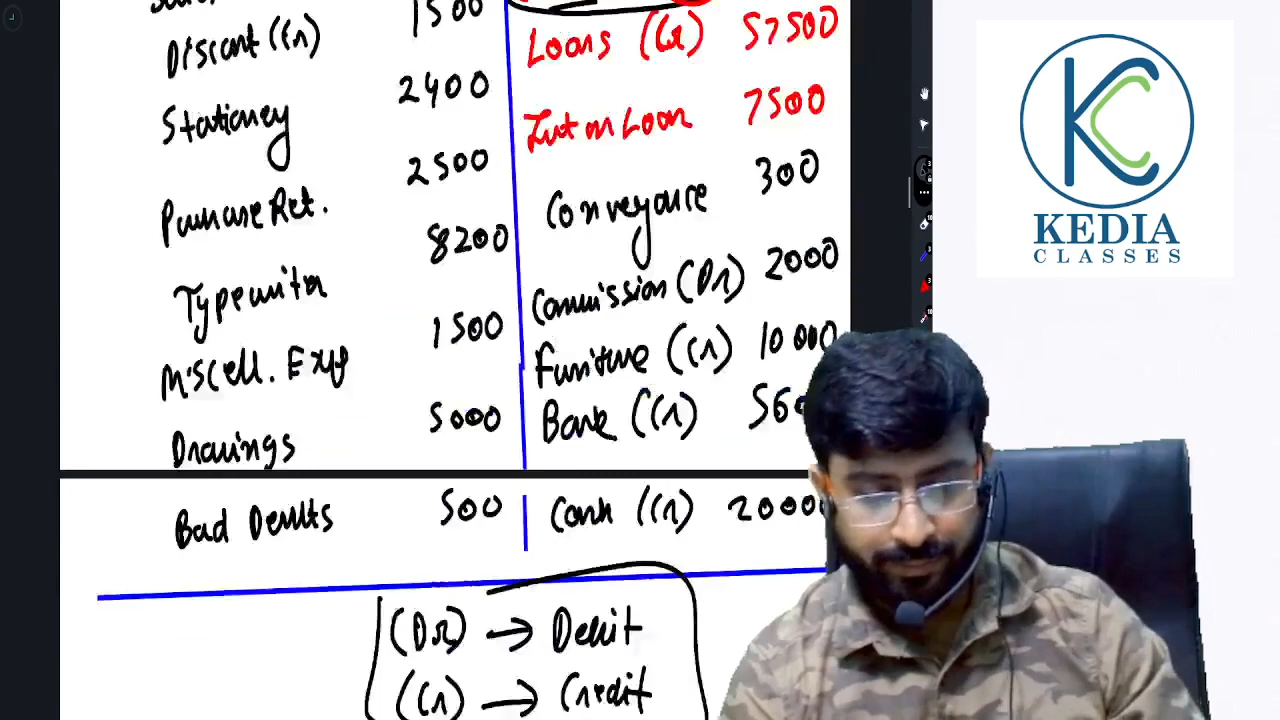 1500
Discount (Cr)
2400
Stationery
2500
Purchase Ret.
8200
Typewriter
1500
Miscell. Exp
5000
Drawings
Bad Debts 500
Loans (Cr) 57500
Int on Loan 7500
Conveyance 300
Commission (Dr) 2000
Furniture (Cr) 10000
Bank (Cr)
Cash (Cr) 20000
(Dr) → Debit
(Cr) → Credit
KEDIA
CLASSES